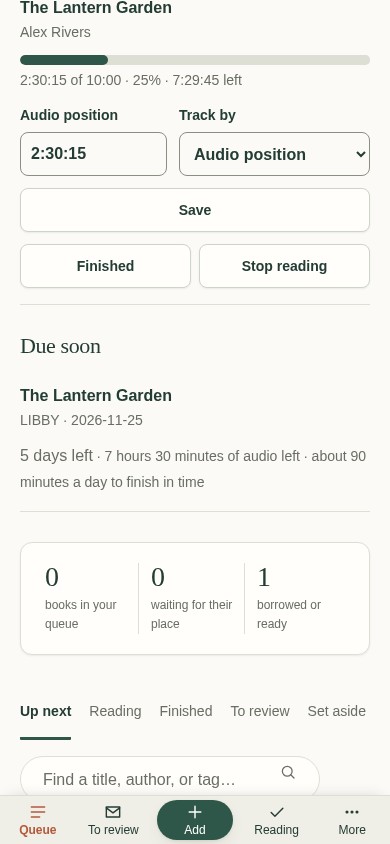 The Lantern Garden
Alex Rivers
2:30:15 of 10:00 · 25% · 7:29:45 left
Audio position
Track by
2:30:15
Audio position
Save
Finished
Stop reading
Due soon
The Lantern Garden
LIBBY · 2026-11-25
5 days left · 7 hours 30 minutes of audio left · about 90
minutes a day to finish in time
0
books in your
queue
0
waiting for their
place
1
borrowed or
ready
Up next
Reading
Finished
To review
Set aside
Find a title, author, or tag…
Queue
To review
Add
Reading
More